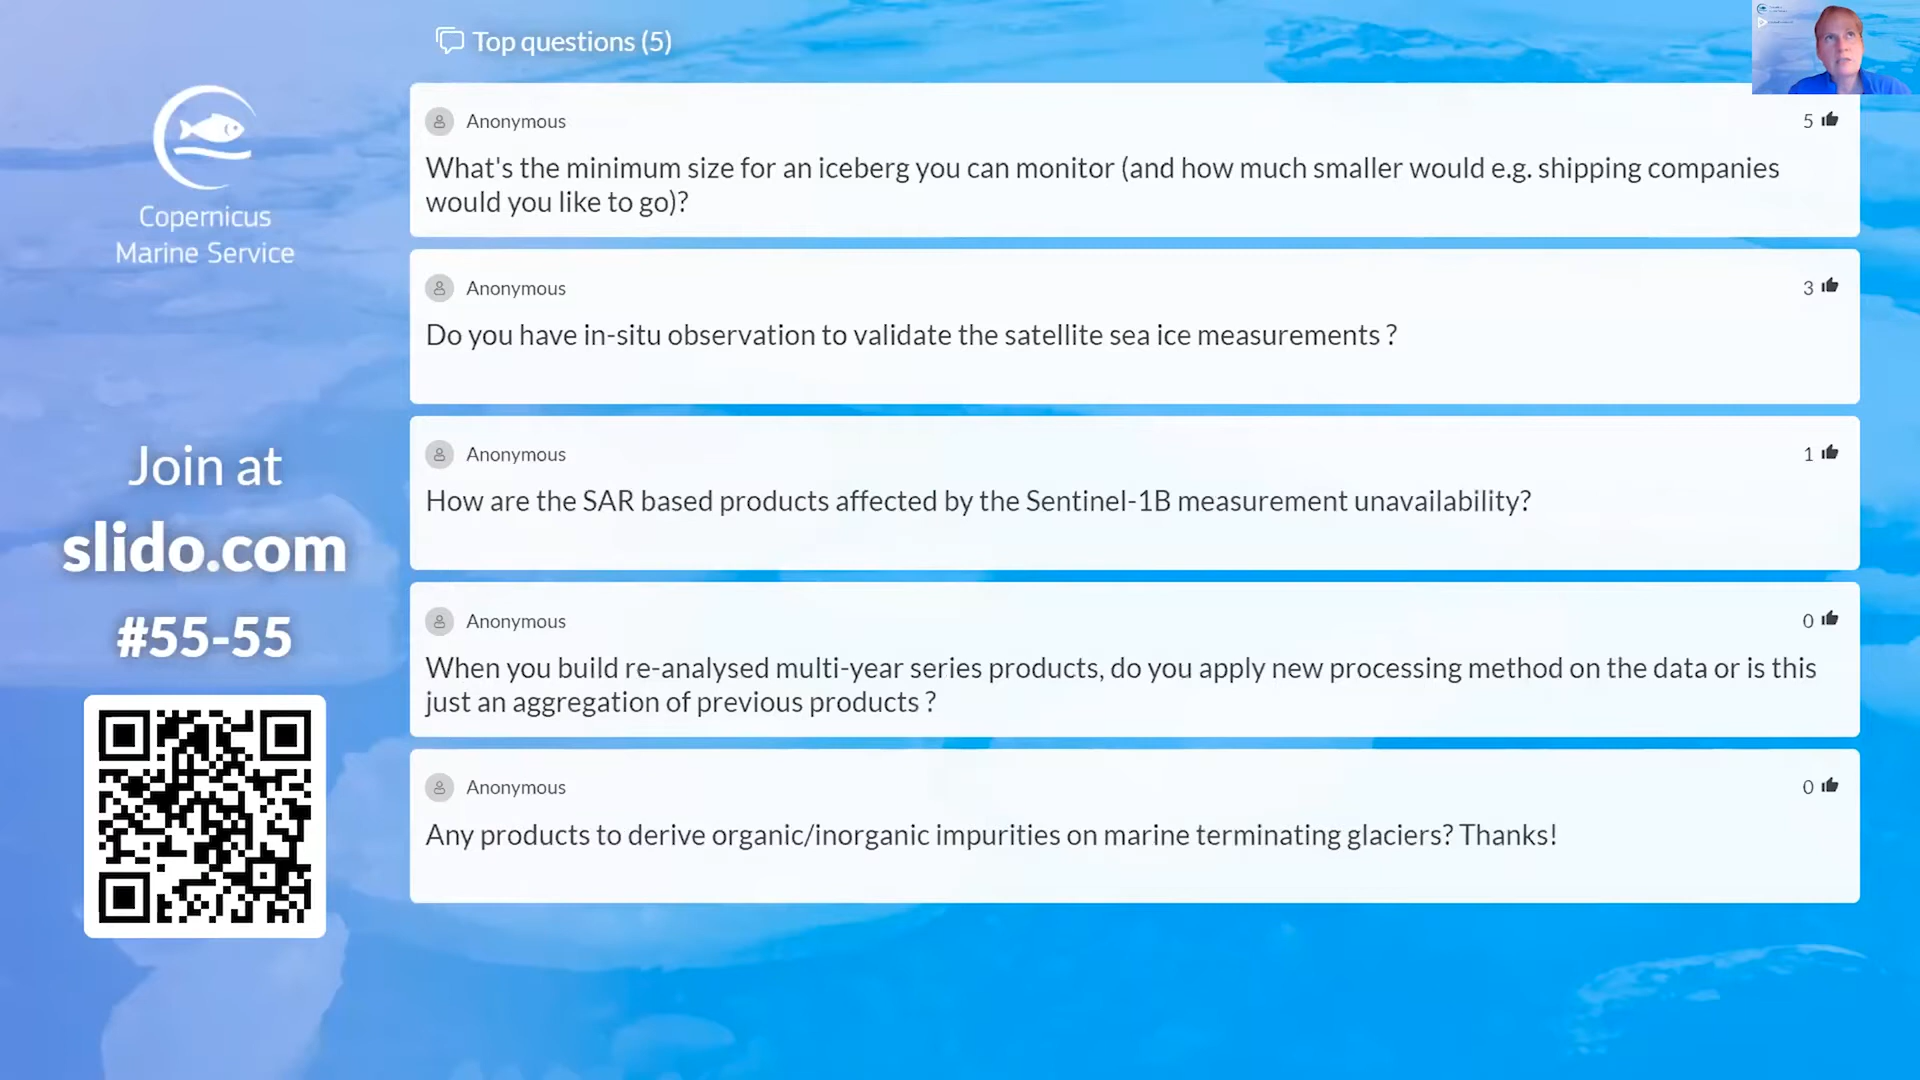 Top questions (5)
Copernicus
Marine Service
Join at
slido.com
#55-55
Anonymous
5
What's the minimum size for an iceberg you can monitor (and how much smaller would e.g. shipping companies
would you like to go)?
Anonymous
3
Do you have in-situ observation to validate the satellite sea ice measurements ?
Anonymous
1
How are the SAR based products affected by the Sentinel-1B measurement unavailability?
Anonymous
0
When you build re-analysed multi-year series products, do you apply new processing method on the data or is this
just an aggregation of previous products ?
Anonymous
0
Any products to derive organic/inorganic impurities on marine terminating glaciers? Thanks!